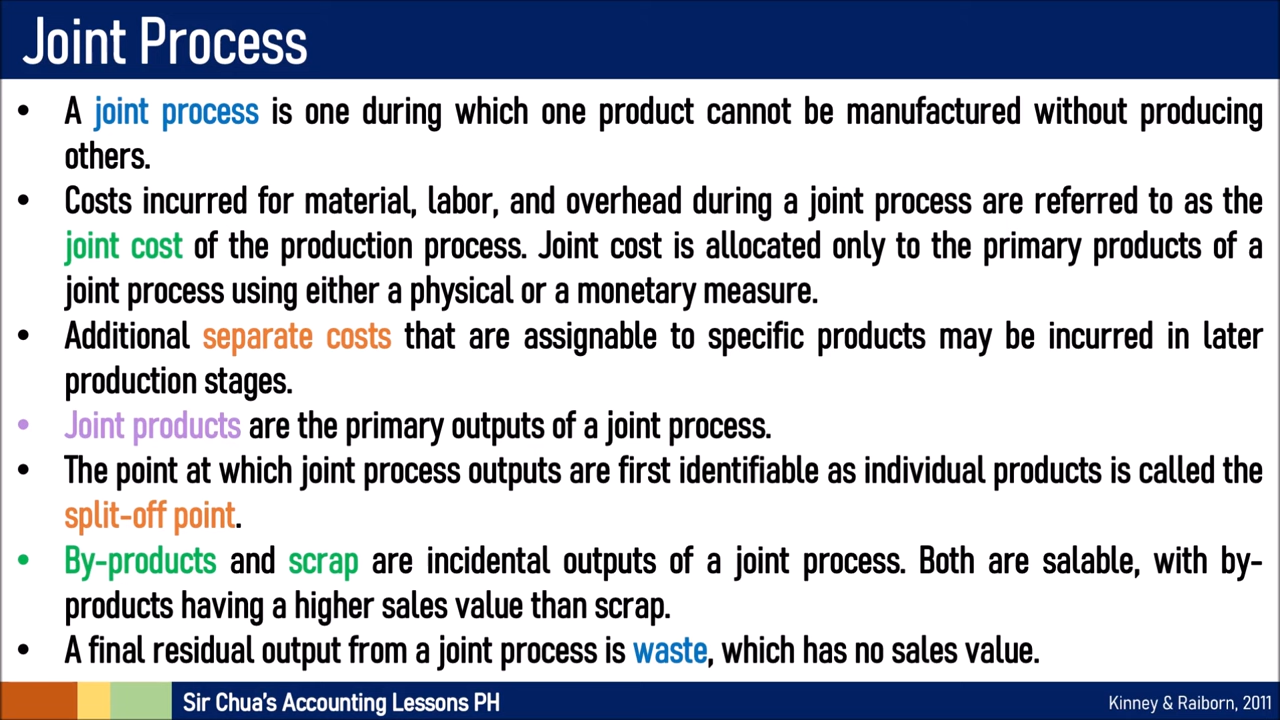 Joint Process
• A joint process is one during which one product cannot be manufactured without producing
others.
• Costs incurred for material, labor, and overhead during a joint process are referred to as the
joint cost of the production process. Joint cost is allocated only to the primary products of a
joint process using either a physical or a monetary measure.
• Additional separate costs that are assignable to specific products may be incurred in later
production stages.
• Joint products are the primary outputs of a joint process.
• The point at which joint process outputs are first identifiable as individual products is called the
split-off point.
• By-products and scrap are incidental outputs of a joint process. Both are salable, with by-
products having a higher sales value than scrap.
• A final residual output from a joint process is waste, which has no sales value.
Sir Chua's Accounting Lessons PH
Kinney & Raiborn, 2011